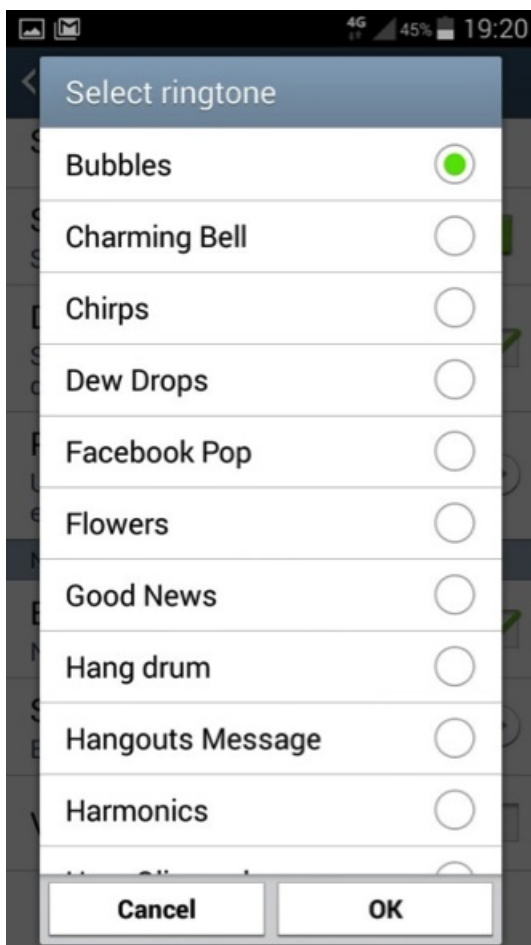 4G 45% 19:20
Select ringtone
Bubbles
Charming Bell
Chirps
Dew Drops
Facebook Pop
Flowers
Good News
Hang drum
Hangouts Message
Harmonics
Cancel OK